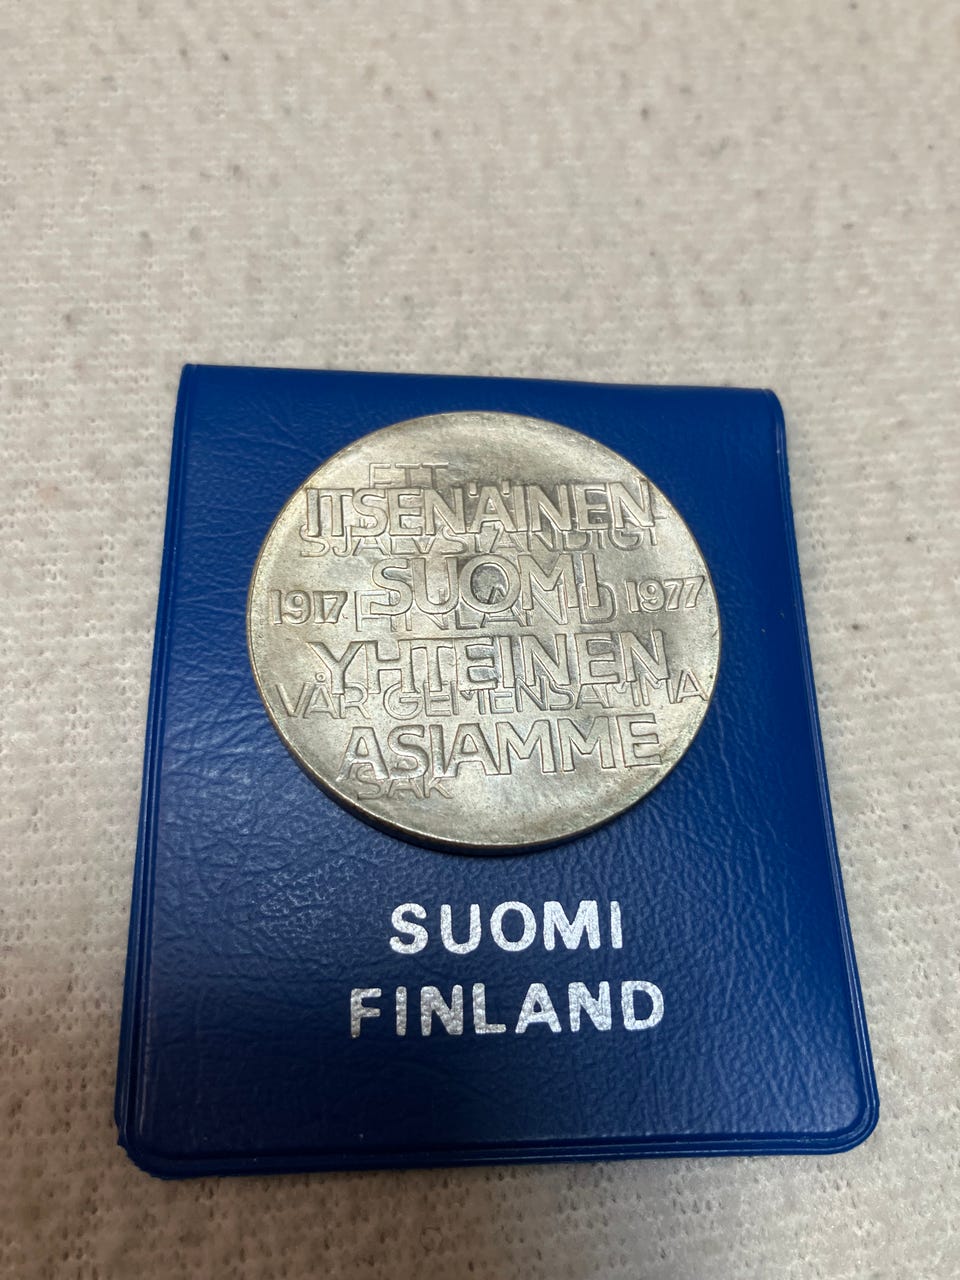 ETT
ITSENÄINEN
SJÄLVSTÄNDIGT
SUOMI
1917 FINLAND 1977
YHTEINEN
VÅR GEMENSAMMA
ASIAMME
SAK
SUOMI
FINLAND